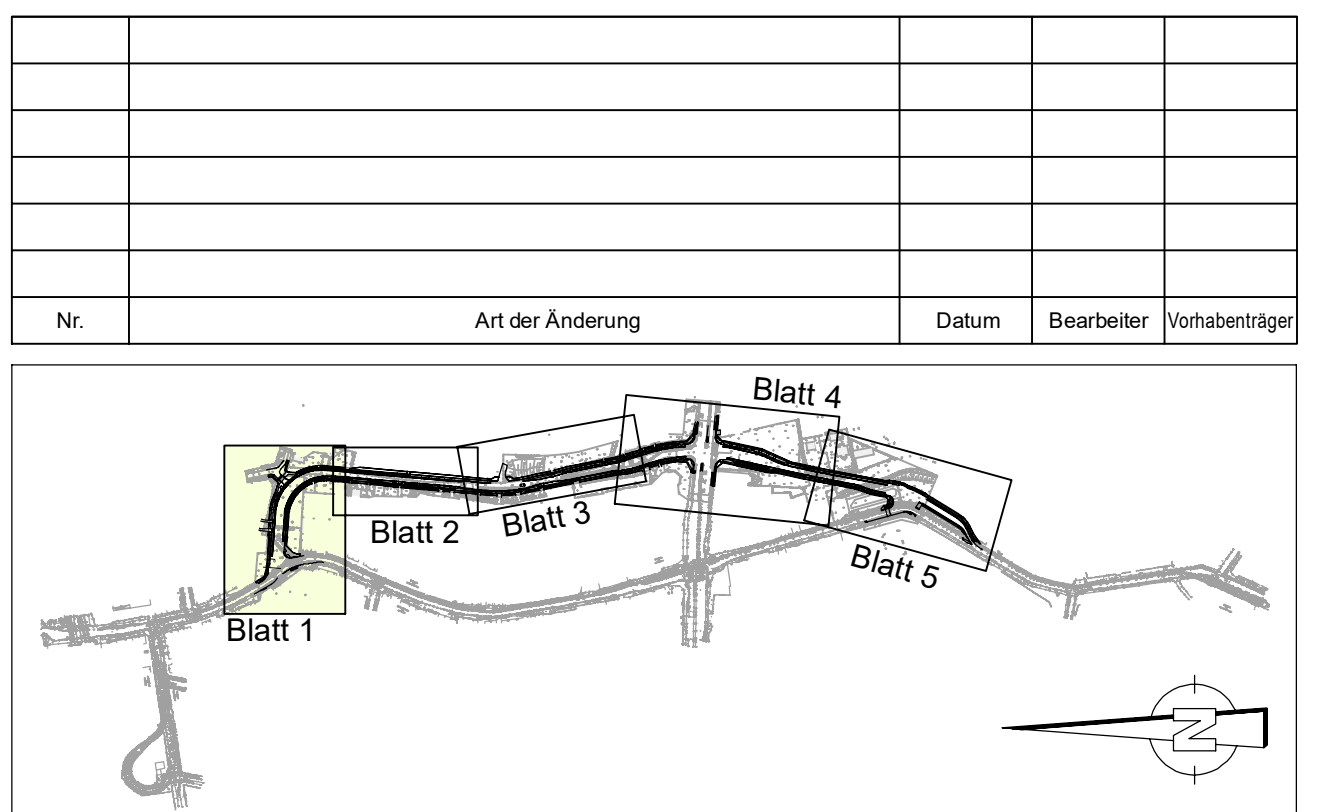 Nr. Art der Änderung Datum Bearbeiter Vorhabenträger
Blatt 4
Blatt 2
Blatt 3
Blatt 5
Blatt 1
N